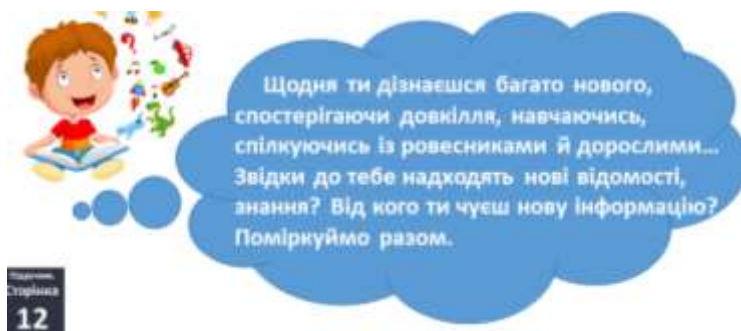 Щодня ти дізнаєшся багато нового,
спостерігаючи довкілля, навчаючись,
спілкуючись із ровесниками й дорослими...
Звідки до тебе надходять нові відомості,
знання? Від кого ти чуєш нову інформацію?
Поміркуймо разом.
Підручник.
Сторінка
12